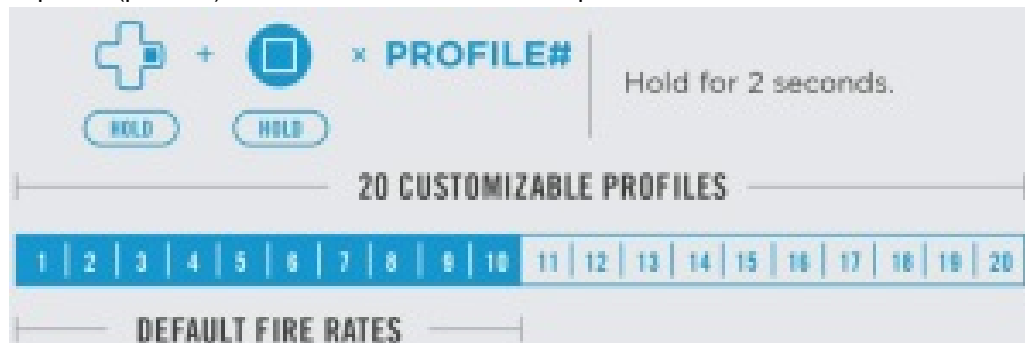 + × PROFILE#
Hold for 2 seconds.
HOLD HOLD
20 CUSTOMIZABLE PROFILES
1 2 3 4 5 6 7 8 9 10 11 12 13 14 15 16 17 18 19 20
DEFAULT FIRE RATES